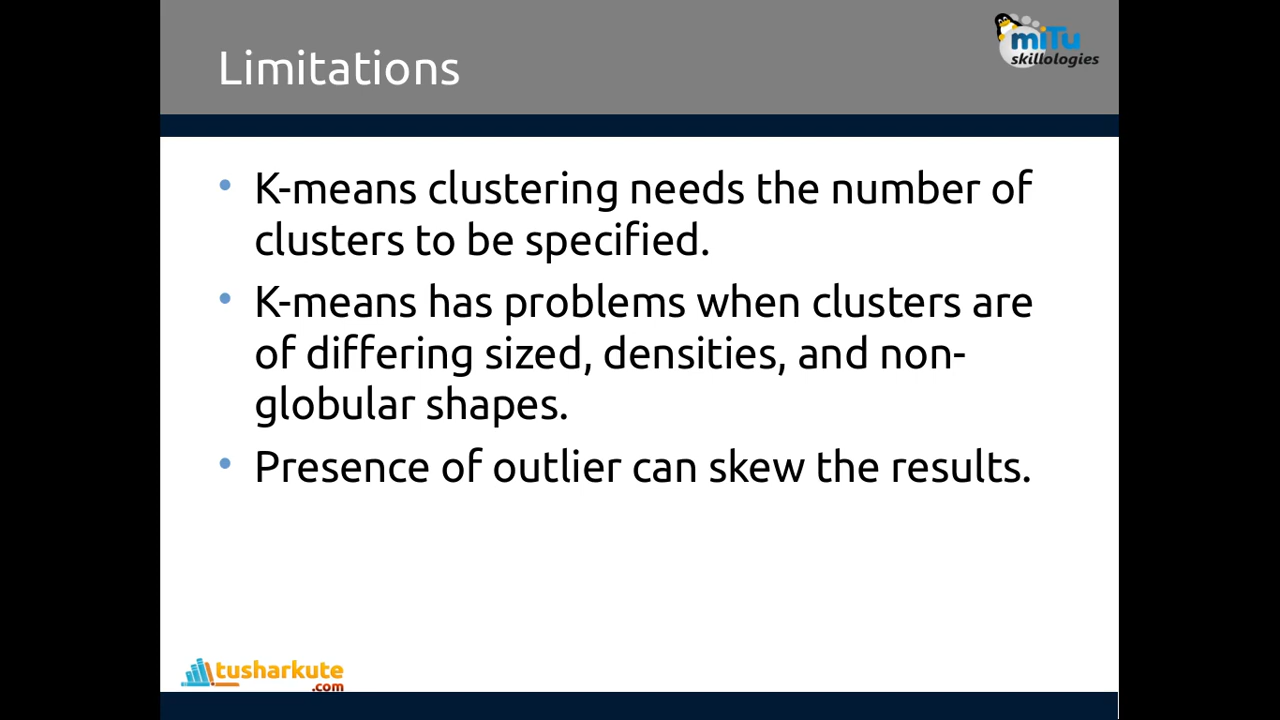 Limitations
miTu
skillologies
• K-means clustering needs the number of
clusters to be specified.
• K-means has problems when clusters are
of differing sized, densities, and non-
globular shapes.
• Presence of outlier can skew the results.
tusharkute
.com